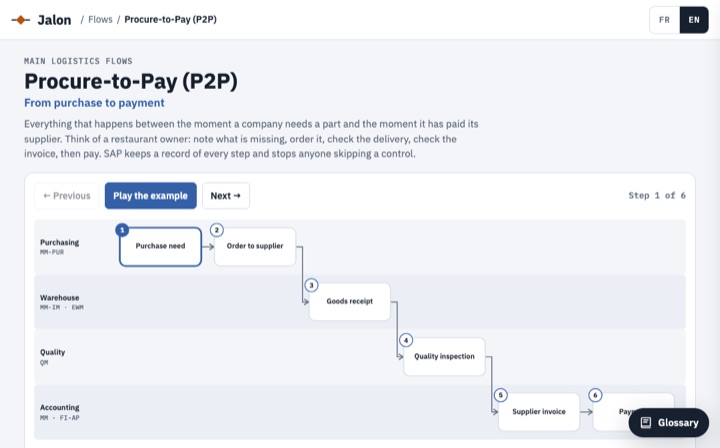 Jalon / Flows / Procure-to-Pay (P2P)
FR EN
MAIN LOGISTICS FLOWS
Procure-to-Pay (P2P)
From purchase to payment
Everything that happens between the moment a company needs a part and the moment it has paid its
supplier. Think of a restaurant owner: note what is missing, order it, check the delivery, check the
invoice, then pay. SAP keeps a record of every step and stops anyone skipping a control.
← Previous Play the example Next → Step 1 of 6
Purchasing
MM-PUR
1 Purchase need
2 Order to supplier
Warehouse
MM-IM · EWM
3 Goods receipt
Quality
QM
4 Quality inspection
Accounting
MM · FI-AP
5 Supplier invoice
6
Glossary